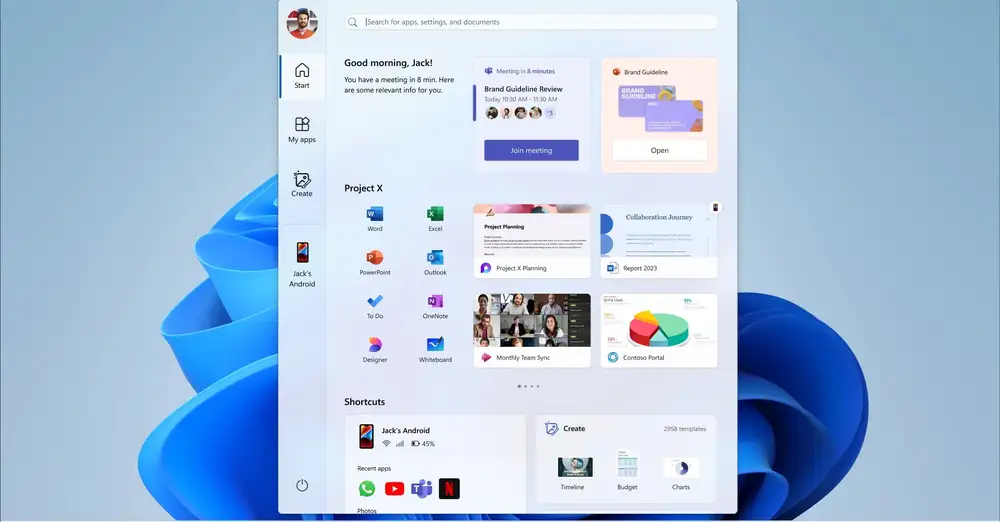 Search for apps, settings, and documents
Start
My apps
Create
Jack's
Android
Good morning, Jack!
You have a meeting in 8 min. Here
are some relevant info for you.
Meeting in 8 minutes
Brand Guideline Review
Today 10:30 AM - 11:30 AM
+5
Join meeting
Brand Guideline
BRAND
GUIDELINE
Open
Project X
Word
Excel
PowerPoint
Outlook
To Do
OneNote
Designer
Whiteboard
Project Planning
Project X Planning
Collaboration Journey
Report 2023
Monthly Team Sync
Contoso Portal
Shortcuts
Jack's Android
45%
Recent apps
Photos
Create
2958 templates
Timeline
Budget
Charts